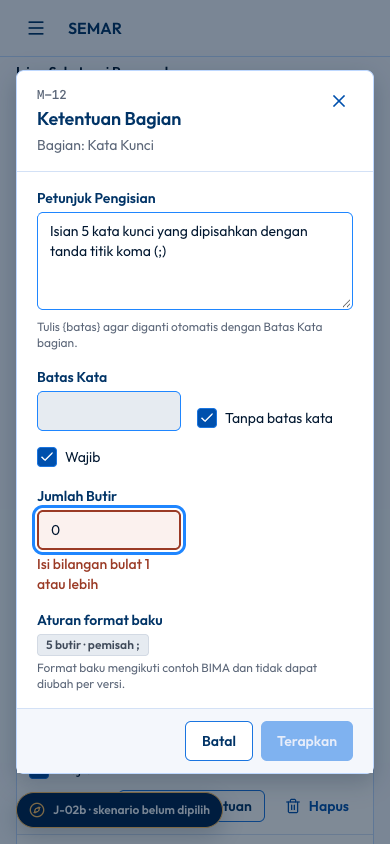 SEMAR
M–12
Ketentuan Bagian
Bagian: Kata Kunci
Petunjuk Pengisian
Isian 5 kata kunci yang dipisahkan dengan
tanda titik koma (;)
Tulis {batas} agar diganti otomatis dengan Batas Kata
bagian.
Batas Kata
Tanpa batas kata
Wajib
Jumlah Butir
0
Isi bilangan bulat 1
atau lebih
Aturan format baku
5 butir · pemisah ;
Format baku mengikuti contoh BIMA dan tidak dapat
diubah per versi.
Batal
Terapkan
J-02b · skenario belum dipilih
tuan
Hapus